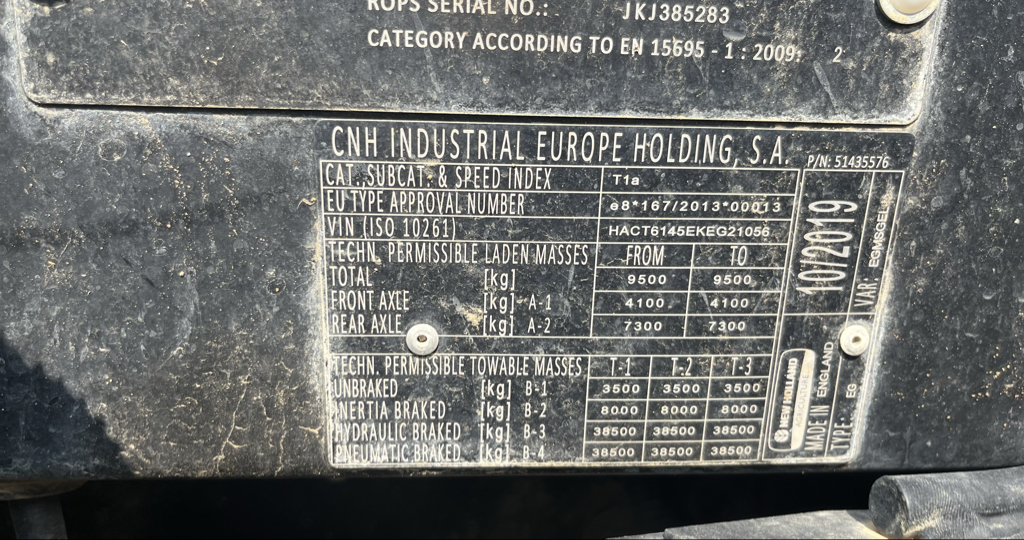 ROPS SERIAL NO.: JKJ385283
CATEGORY ACCORDING TO EN 15695 - 1 : 2009: 2
CNH INDUSTRIAL EUROPE HOLDING, S.A. P/N: 51435576
CAT.,SUBCAT. & SPEED INDEX T1a
EU TYPE APPROVAL NUMBER e8*167/2013*00013
VIN (ISO 10261) HACT6145EKEG21056
TECHN. PERMISSIBLE LADEN MASSES FROM TO
TOTAL [kg] 9500 9500
FRONT AXLE [kg] A-1 4100 4100
REAR AXLE [kg] A-2 7300 7300
TECHN. PERMISSIBLE TOWABLE MASSES T-1 T-2 T-3
UNBRAKED [kg] B-1 3500 3500 3500
INERTIA BRAKED [kg] B-2 8000 8000 8000
HYDRAULIC BRAKED [kg] B-3 38500 38500 38500
PNEUMATIC BRAKED [kg] B-4 38500 38500 38500
10/2019
VAR:
NEW HOLLAND
MADE IN ENGLAND
TYPE: EG